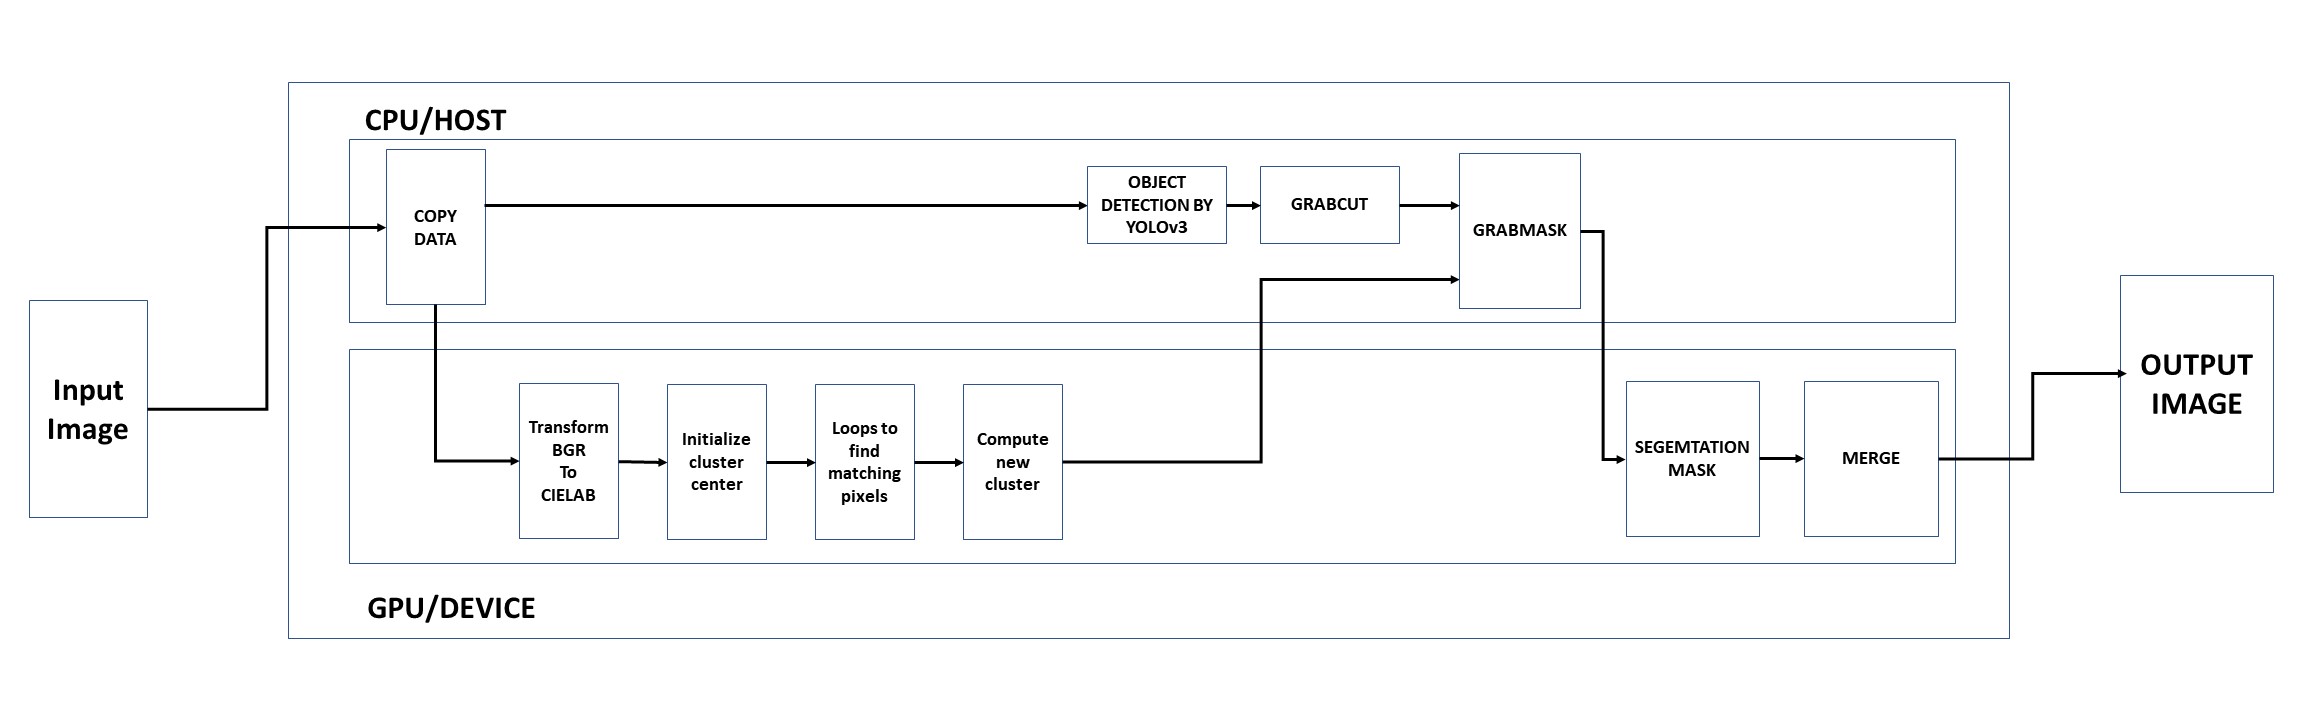 CPU/HOST
COPY
DATA
OBJECT
DETECTION BY
YOLOv3
GRABCUT
GRABMASK
Input
Image
Transform
BGR
To
CIELAB
Initialize
cluster
center
Loops to
find
matching
pixels
Compute
new
cluster
SEGEMTATION
MASK
MERGE
OUTPUT
IMAGE
GPU/DEVICE